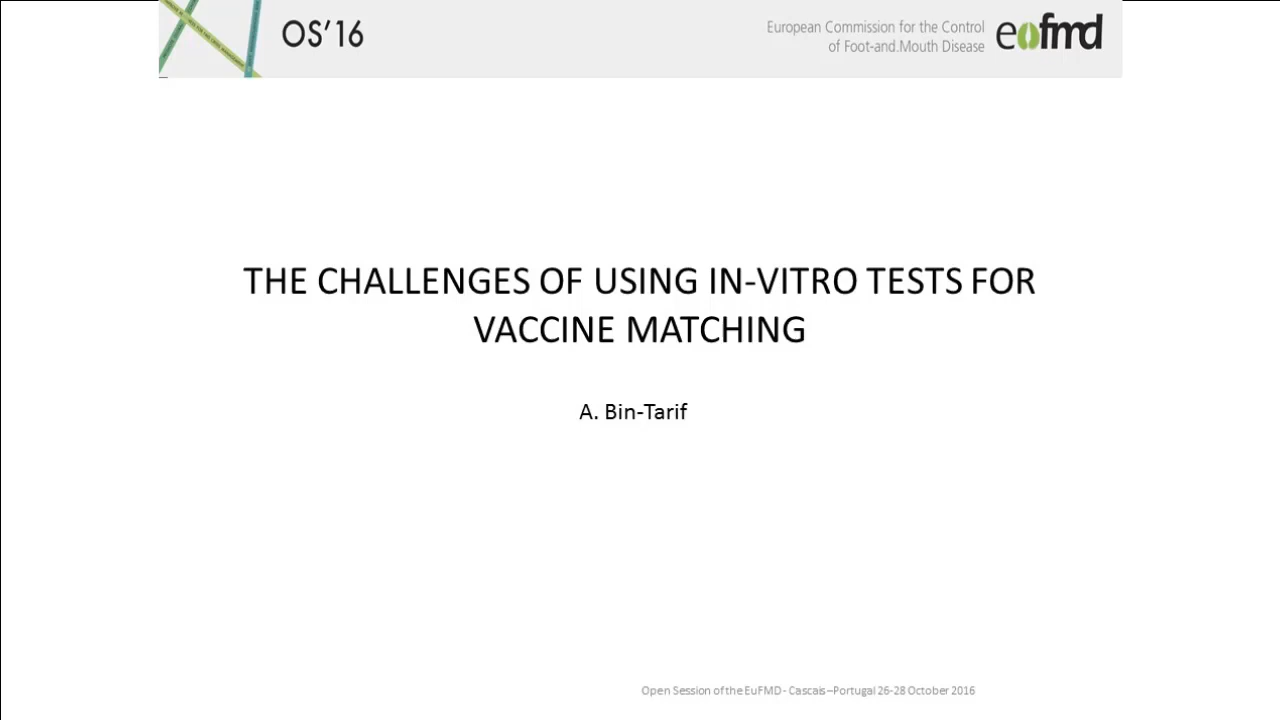 OS’16
European Commission for the Control
of Foot-and.Mouth Disease
eofmd
THE CHALLENGES OF USING IN-VITRO TESTS FOR
VACCINE MATCHING
A. Bin-Tarif
Open Session of the EuFMD - Cascais –Portugal 26-28 October 2016